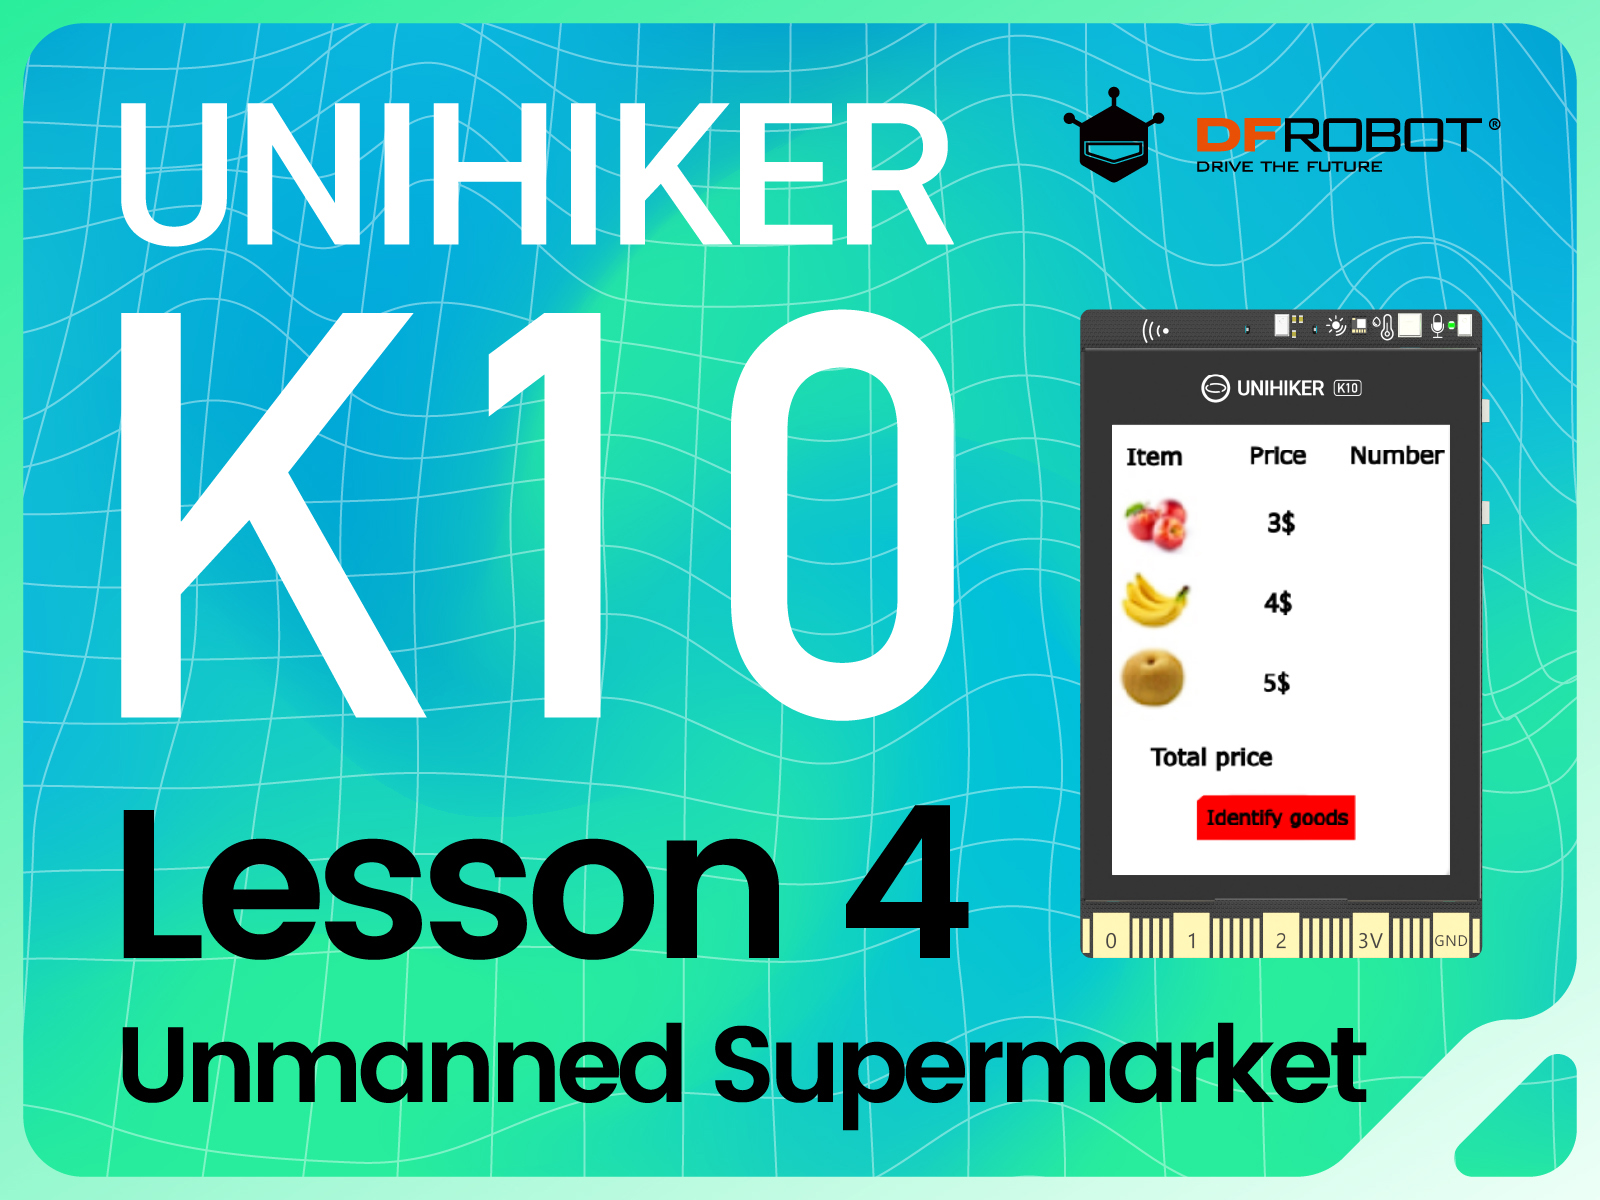 UNIHIKER
K10
DFROBOT®
DRIVE THE FUTURE
UNIHIKER K10
Item Price Number
3$
4$
5$
Total price
Identify goods
0 1 2 3V GND
Lesson 4
Unmanned Supermarket